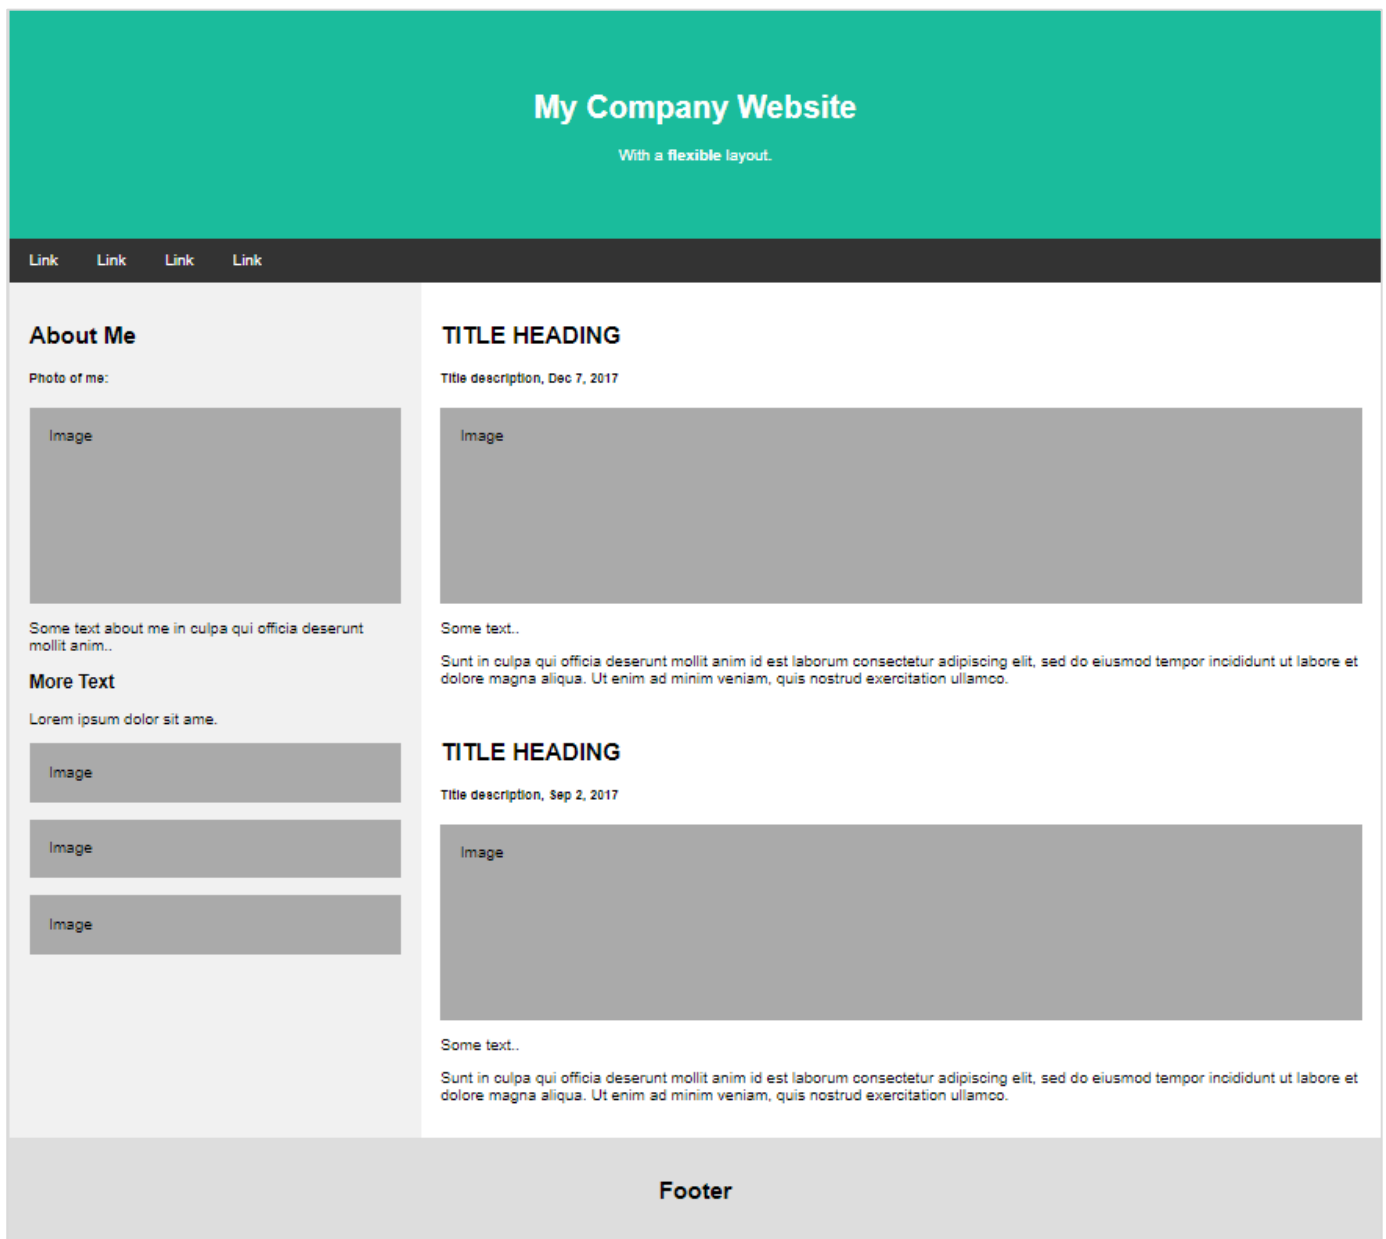 My Company Website
With a flexible layout.
Link Link Link Link
About Me
Photo of me:
Image
Some text about me in culpa qui officia deserunt
mollit anim..
More Text
Lorem ipsum dolor sit ame.
Image
Image
Image
TITLE HEADING
Title description, Dec 7, 2017
Image
Some text..
Sunt in culpa qui officia deserunt mollit anim id est laborum consectetur adipiscing elit, sed do eiusmod tempor incididunt ut labore et
dolore magna aliqua. Ut enim ad minim veniam, quis nostrud exercitation ullamco.
TITLE HEADING
Title description, Sep 2, 2017
Image
Some text..
Sunt in culpa qui officia deserunt mollit anim id est laborum consectetur adipiscing elit, sed do eiusmod tempor incididunt ut labore et
dolore magna aliqua. Ut enim ad minim veniam, quis nostrud exercitation ullamco.
Footer